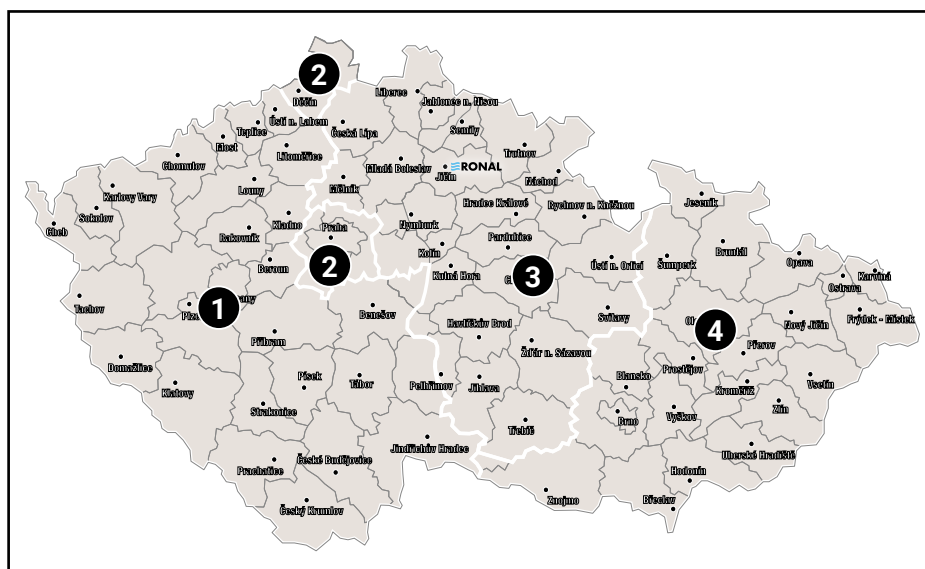 2
Děčín
Liberec
Jablonec n. Nisou
Ústí n. Labem
Teplice
Česká Lípa
Semily
Most
Litoměřice
Trutnov
Chomutov
Mladá Boleslav
Jičín
RONAL
Louny
Mělník
Náchod
Karlovy Vary
Sokolov
Cheb
Hradec Králové
Rychnov n. Kněžnou
Jeseník
Kladno
Praha
Nymburk
Rakovník
Pardubice
Bruntál
Kolín
Opava
Beroun
2
Kutná Hora
3
Ústí n. Orlicí
Šumperk
Karviná
Ostrava
Tachov
1
Benešov
Svitavy
Havlíčkův Brod
4
Nový Jičín
Frýdek - Místek
Příbram
Žďár n. Sázavou
Přerov
Domažlice
Prostějov
Klatovy
Písek
Tábor
Pelhřimov
Jihlava
Blansko
Kroměříž
Vsetín
Strakonice
Vyškov
Zlín
Brno
Třebíč
Jindřichův Hradec
Uherské Hradiště
Prachatice
České Budějovice
Hodonín
Znojmo
Břeclav
Český Krumlov